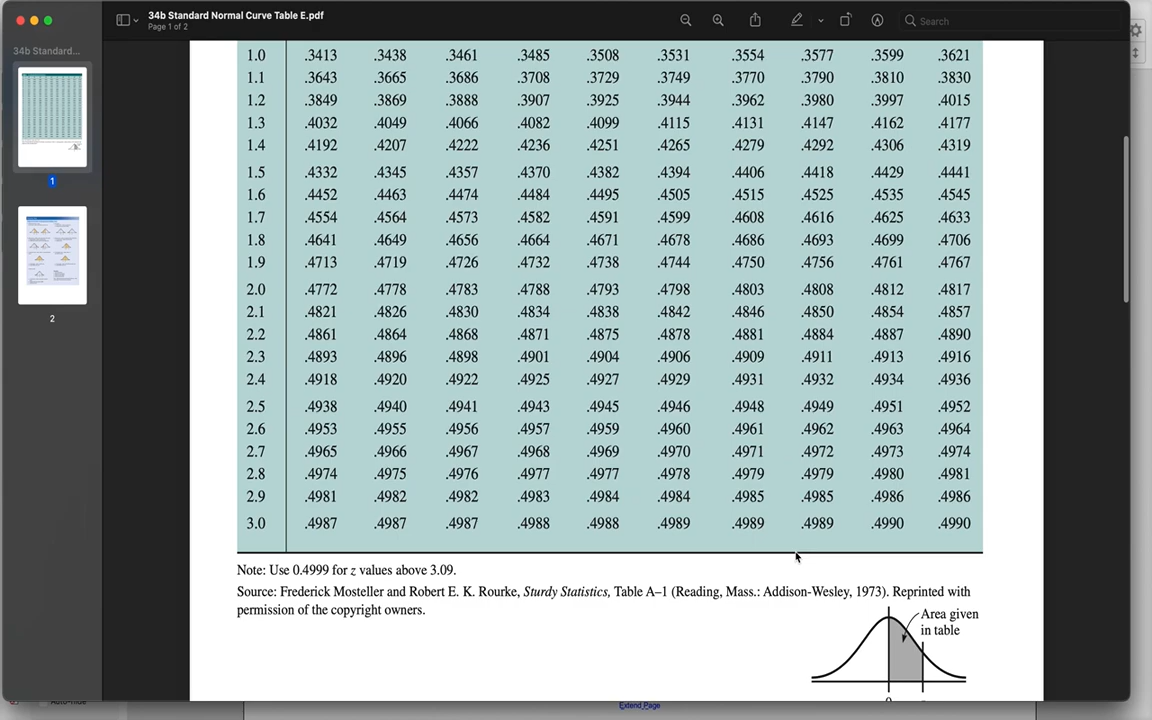 34b Standard Normal Curve Table E.pdf
Page 1 of 2
Search
34b Standard...
1
2
1.0 .3413 .3438 .3461 .3485 .3508 .3531 .3554 .3577 .3599 .3621
1.1 .3643 .3665 .3686 .3708 .3729 .3749 .3770 .3790 .3810 .3830
1.2 .3849 .3869 .3888 .3907 .3925 .3944 .3962 .3980 .3997 .4015
1.3 .4032 .4049 .4066 .4082 .4099 .4115 .4131 .4147 .4162 .4177
1.4 .4192 .4207 .4222 .4236 .4251 .4265 .4279 .4292 .4306 .4319
1.5 .4332 .4345 .4357 .4370 .4382 .4394 .4406 .4418 .4429 .4441
1.6 .4452 .4463 .4474 .4484 .4495 .4505 .4515 .4525 .4535 .4545
1.7 .4554 .4564 .4573 .4582 .4591 .4599 .4608 .4616 .4625 .4633
1.8 .4641 .4649 .4656 .4664 .4671 .4678 .4686 .4693 .4699 .4706
1.9 .4713 .4719 .4726 .4732 .4738 .4744 .4750 .4756 .4761 .4767
2.0 .4772 .4778 .4783 .4788 .4793 .4798 .4803 .4808 .4812 .4817
2.1 .4821 .4826 .4830 .4834 .4838 .4842 .4846 .4850 .4854 .4857
2.2 .4861 .4864 .4868 .4871 .4875 .4878 .4881 .4884 .4887 .4890
2.3 .4893 .4896 .4898 .4901 .4904 .4906 .4909 .4911 .4913 .4916
2.4 .4918 .4920 .4922 .4925 .4927 .4929 .4931 .4932 .4934 .4936
2.5 .4938 .4940 .4941 .4943 .4945 .4946 .4948 .4949 .4951 .4952
2.6 .4953 .4955 .4956 .4957 .4959 .4960 .4961 .4962 .4963 .4964
2.7 .4965 .4966 .4967 .4968 .4969 .4970 .4971 .4972 .4973 .4974
2.8 .4974 .4975 .4976 .4977 .4977 .4978 .4979 .4979 .4980 .4981
2.9 .4981 .4982 .4982 .4983 .4984 .4984 .4985 .4985 .4986 .4986
3.0 .4987 .4987 .4987 .4988 .4988 .4989 .4989 .4989 .4990 .4990
Note: Use 0.4999 for z values above 3.09.
Source: Frederick Mosteller and Robert E. K. Rourke, Sturdy Statistics, Table A–1 (Reading, Mass.: Addison-Wesley, 1973). Reprinted with
permission of the copyright owners.
Area given
in table
Extend Page